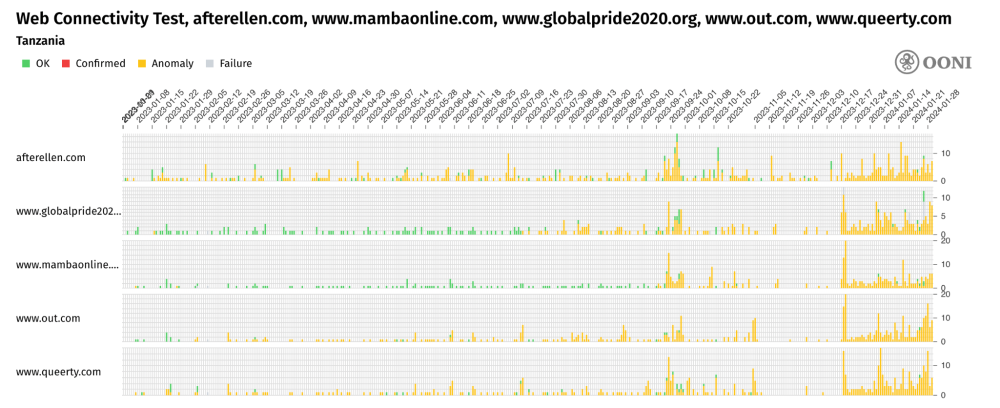 Web Connectivity Test, afterellen.com, www.mambaonline.com, www.globalpride2020.org, www.out.com, www.queerty.com
Tanzania
OK Confirmed Anomaly Failure
OONI
2023-01-08 2023-01-15 2023-01-22 2023-01-29 2023-02-05 2023-02-12 2023-02-19 2023-02-26 2023-03-05 2023-03-12 2023-03-19 2023-03-26 2023-04-02 2023-04-09 2023-04-16 2023-04-23 2023-04-30 2023-05-07 2023-05-14 2023-05-21 2023-05-28 2023-06-04 2023-06-11 2023-06-18 2023-06-25 2023-07-02 2023-07-09 2023-07-16 2023-07-23 2023-07-30 2023-08-06 2023-08-13 2023-08-20 2023-08-27 2023-09-03 2023-09-10 2023-09-17 2023-09-24 2023-10-01 2023-10-08 2023-10-15 2023-10-22 2023-11-05 2023-11-12 2023-11-19 2023-11-26 2023-12-03 2023-12-10 2023-12-17 2023-12-24 2023-12-31 2024-01-07 2024-01-14 2024-01-21 2024-01-28
afterellen.com
10
0
www.globalpride202...
10
5
0
www.mambaonline....
20
10
0
www.out.com
20
10
0
www.queerty.com
10
0